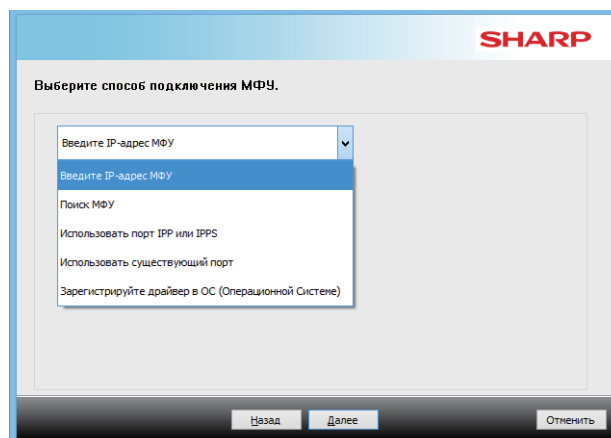 SHARP
Выберите способ подключения МФУ.
Введите IP-адрес МФУ
Введите IP-адрес МФУ
Поиск МФУ
Использовать порт IPP или IPPS
Использовать существующий порт
Зарегистрируйте драйвер в ОС (Операционной Системе)
Назад Далее Отменить